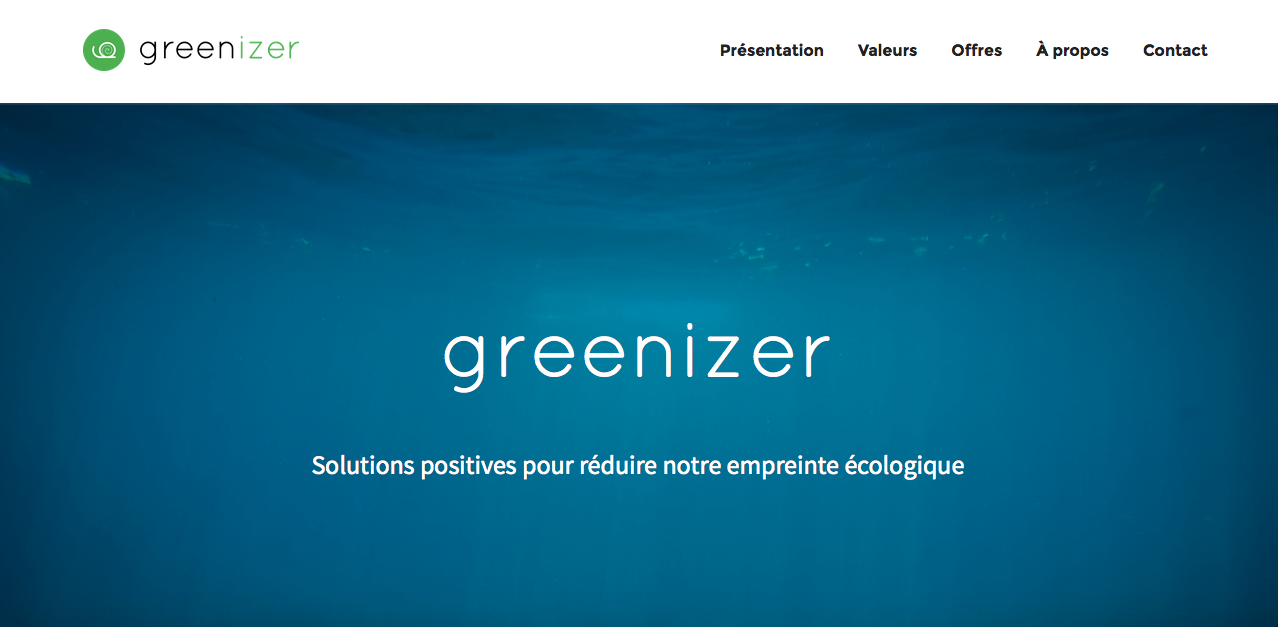 greenizer
Présentation Valeurs Offres À propos Contact
greenizer
Solutions positives pour réduire notre empreinte écologique